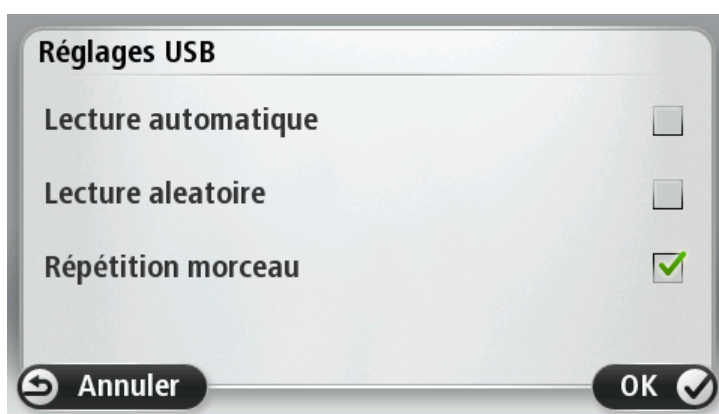 Réglages USB
Lecture automatique
Lecture aleatoire
Répétition morceau
Annuler
OK